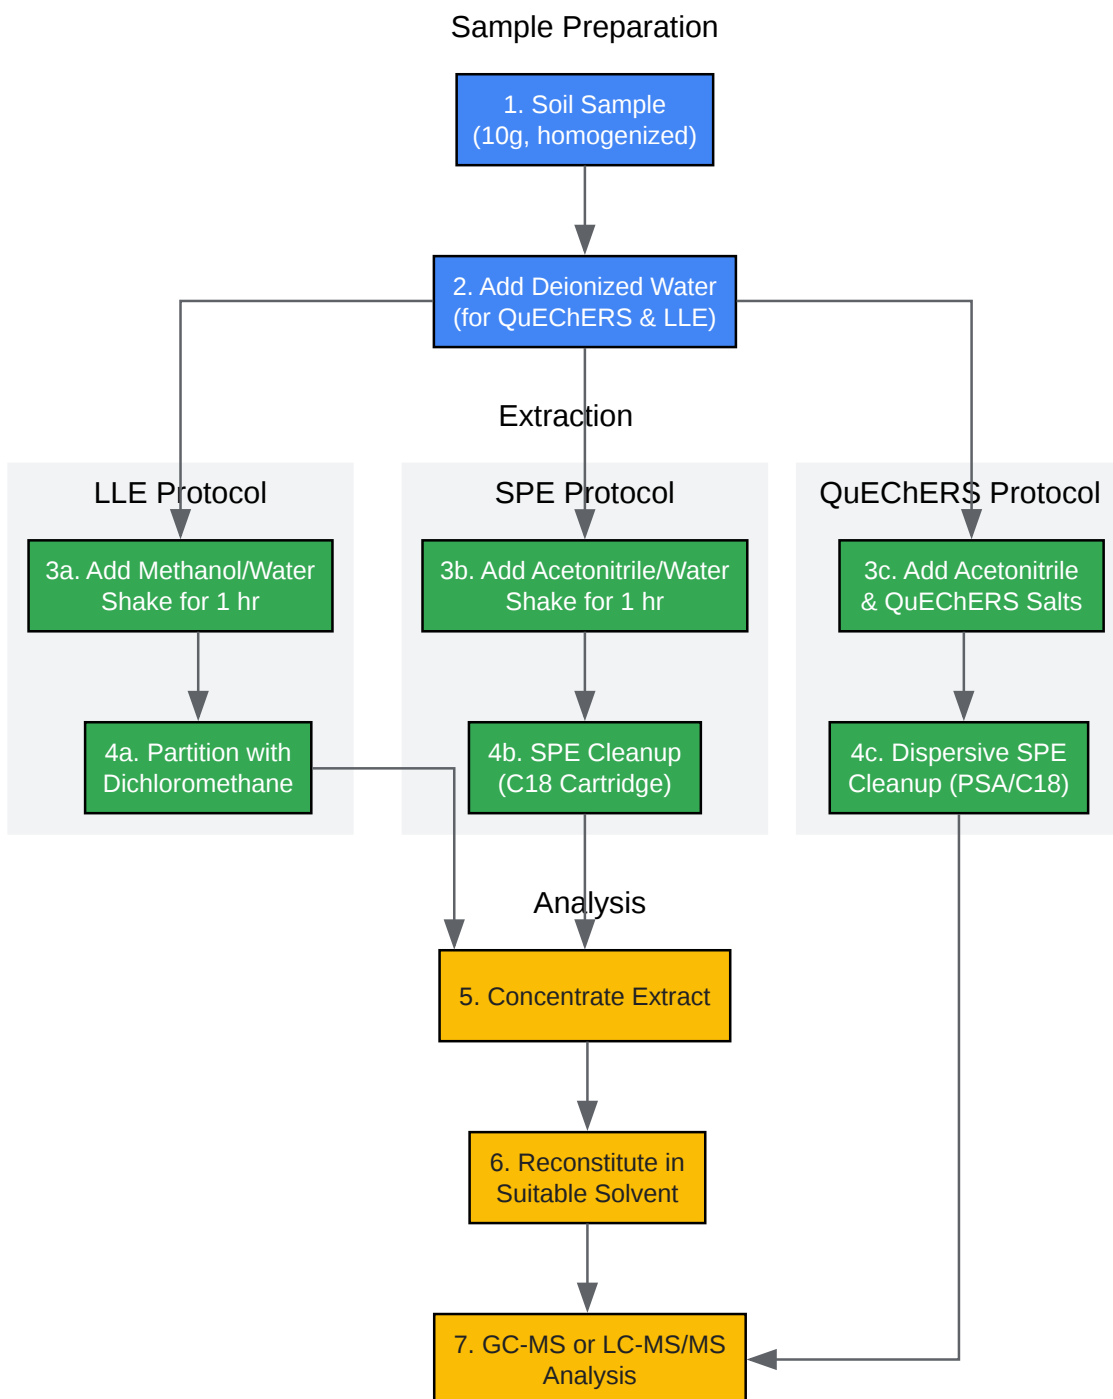 Sample Preparation
1. Soil Sample
(10g, homogenized)
2. Add Deionized Water
(for QuEChERS & LLE)
Extraction
LLE Protocol
3a. Add Methanol/Water
Shake for 1 hr
4a. Partition with
Dichloromethane
SPE Protocol
3b. Add Acetonitrile/Water
Shake for 1 hr
4b. SPE Cleanup
(C18 Cartridge)
QuEChERS Protocol
3c. Add Acetonitrile
& QuEChERS Salts
4c. Dispersive SPE
Cleanup (PSA/C18)
Analysis
5. Concentrate Extract
6. Reconstitute in
Suitable Solvent
7. GC-MS or LC-MS/MS
Analysis